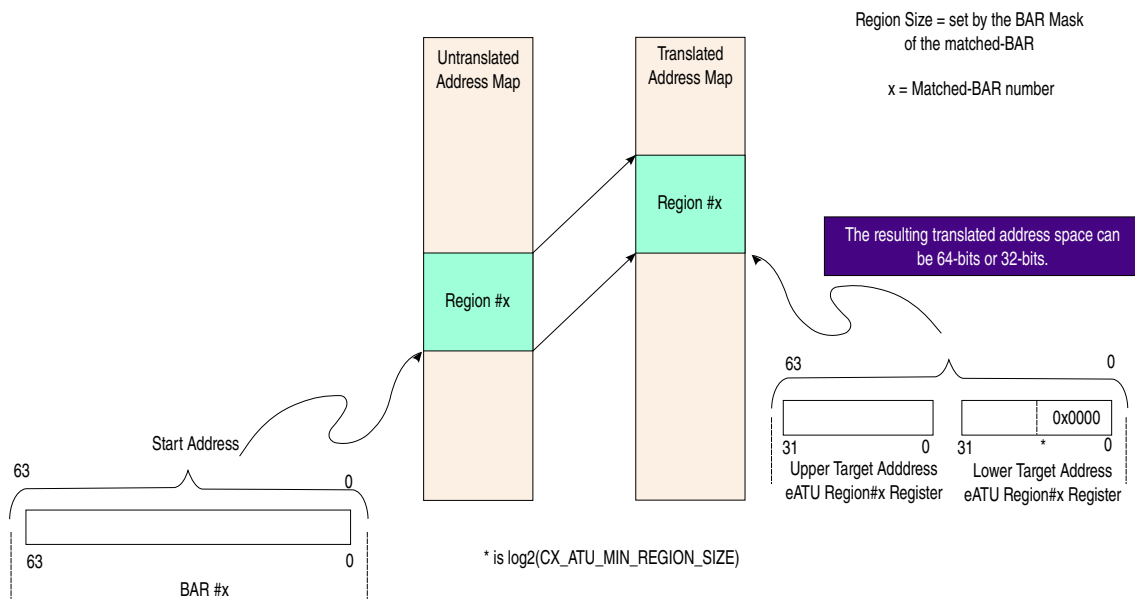 Region Size = set by the BAR Mask
of the matched-BAR
x = Matched-BAR number
Untranslated
Address Map
Translated
Address Map
Region #x
Region #x
The resulting translated address space can
be 64-bits or 32-bits.
63
0
0x0000
31
0
31
*
0
Upper Target Adddress
eATU Region#x Register
Lower Target Address
eATU Region#x Register
Start Address
63
0
63
0
BAR #x
* is log2(CX_ATU_MIN_REGION_SIZE)